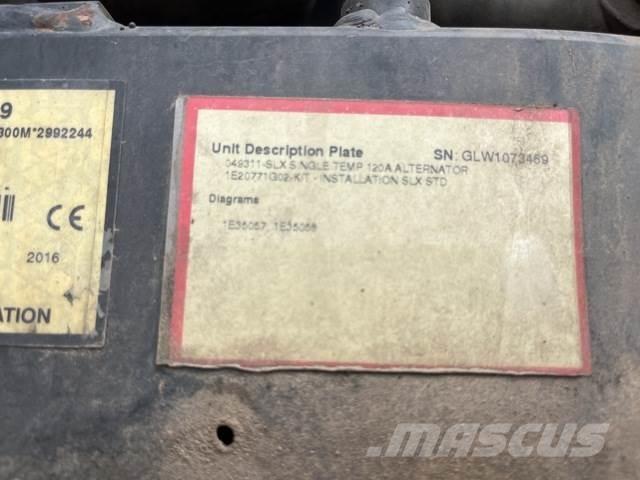 9
300M*2992244
CE
2016
ATION
Unit Description Plate SN: GLW1073469
049311-SLX SINGLE TEMP 120A ALTERNATOR
1E20771G02-KIT - INSTALLATION SLX STD
Diagrams
1E35057, 1E35058
MASCUS